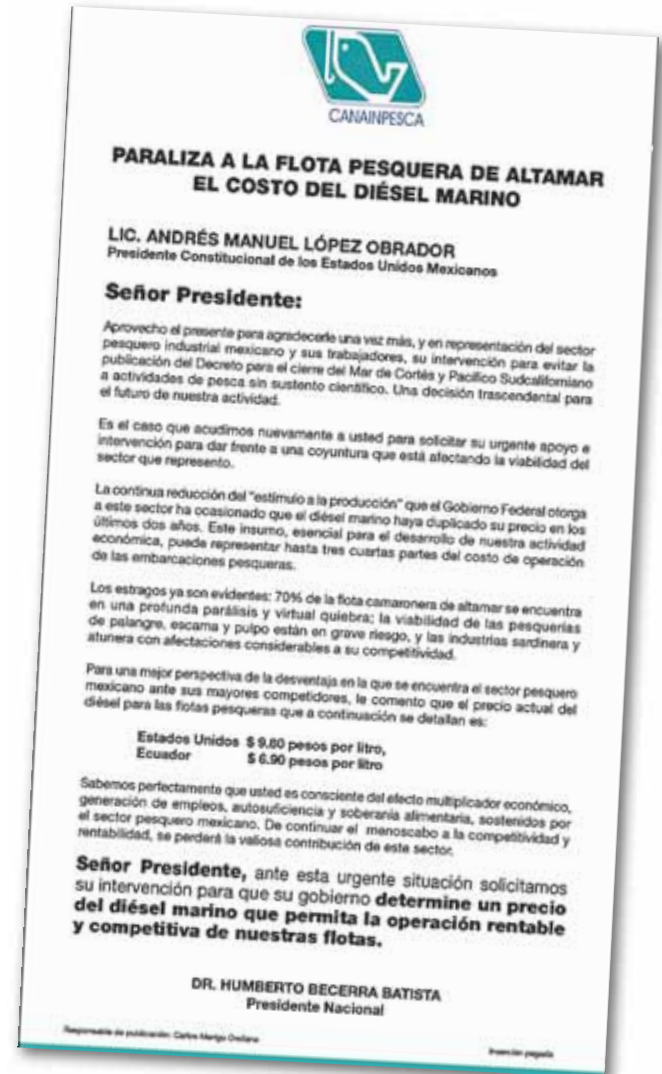 CANAINPESCA
PARALIZA A LA FLOTA PESQUERA DE ALTAMAR
EL COSTO DEL DIÉSEL MARINO
LIC. ANDRÉS MANUEL LÓPEZ OBRADOR
Presidente Constitucional de los Estados Unidos Mexicanos
Señor Presidente:
Aprovecho el presente para agradecerle una vez más, y en representación del sector
pesquero industrial mexicano y sus trabajadores, su intervención para evitar la
publicación del Decreto para el cierre del Mar de Cortés y Pacífico Sudcaliforniano
a actividades de pesca sin sustento científico. Una decisión trascendental para
el futuro de nuestra actividad.
Es el caso que acudimos nuevamente a usted para solicitar su urgente apoyo e
intervención para dar frente a una coyuntura que está afectando la viabilidad del
sector que represento.
La continua reducción del "estímulo a la producción" que el Gobierno Federal otorga
a este sector ha ocasionado que el diésel marino haya duplicado su precio en los
últimos dos años. Este insumo, esencial para el desarrollo de nuestra actividad
económica, puede representar hasta tres cuartas partes del costo de operación
de las embarcaciones pesqueras.
Los estragos ya son evidentes: 70% de la flota camaronera de altamar se encuentra
en una profunda parálisis y virtual quiebra; la viabilidad de las pesquerías
de palangre, escama y pulpo están en grave riesgo, y las industrias sardinera y
atunera con afectaciones considerables a su competitividad.
Para una mejor perspectiva de la desventaja en la que se encuentra el sector pesquero
mexicano ante sus mayores competidores, le comento que el precio actual del
diésel para las flotas pesqueras que a continuación se detallan es:
Estados Unidos $ 9.60 pesos por litro,
Ecuador $ 6.90 pesos por litro
Sabemos perfectamente que usted es consciente del efecto multiplicador económico,
generación de empleos, autosuficiencia y soberanía alimentaria, sostenidos por
el sector pesquero mexicano. De continuar el menoscabo a la competitividad y
rentabilidad, se perderá la valiosa contribución de este sector.
Señor Presidente, ante esta urgente situación solicitamos
su intervención para que su gobierno determine un precio
del diésel marino que permita la operación rentable
y competitiva de nuestras flotas.
DR. HUMBERTO BECERRA BATISTA
Presidente Nacional
Responsable de publicación: Carlos Orellana
Inserción pagada